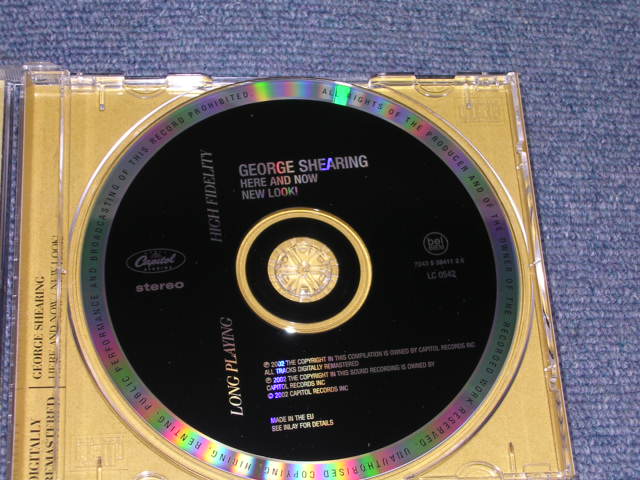 GEORGE SHEARING
HERE AND NOW
NEW LOOK!
HIGH FIDELITY
LONG PLAYING
Capitol
stereo
bel
LC 0542
℗ 2002 THE COPYRIGHT IN THIS COMPILATION IS OWNED BY CAPITOL RECORDS INC
ALL TRACKS DIGITALLY REMASTERED
℗ 2002 THE COPYRIGHT IN THIS SOUND RECORDING IS OWNED BY
CAPITOL RECORDS INC
© 2002 CAPITOL RECORDS INC
MADE IN THE EU
SEE INLAY FOR DETAILS
ALL RIGHTS OF THE PRODUCER AND OF THE OWNER OF THE RECORDED WORK RESERVED. UNAUTHORISED COPYING, HIRING, RENTING, PUBLIC PERFORMANCE AND BROADCASTING OF THIS RECORD PROHIBITED
GEORGE SHEARING
HERE AND NOW / NEW LOOK!
DIGITALLY
REMASTERED